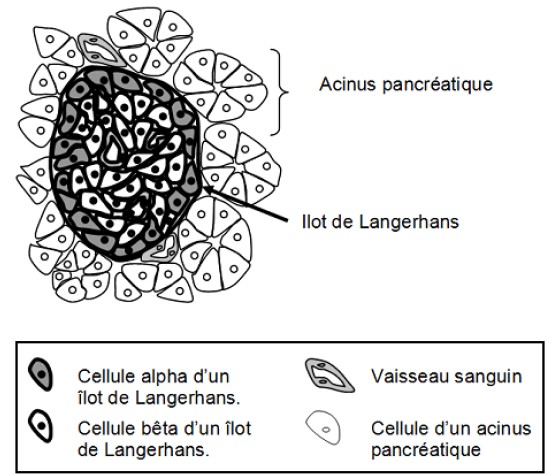 Acinus pancréatique
Ilot de Langerhans
Cellule alpha d'un
îlot de Langerhans.
Cellule bêta d'un îlot
de Langerhans.
Vaisseau sanguin
Cellule d'un acinus
pancréatique